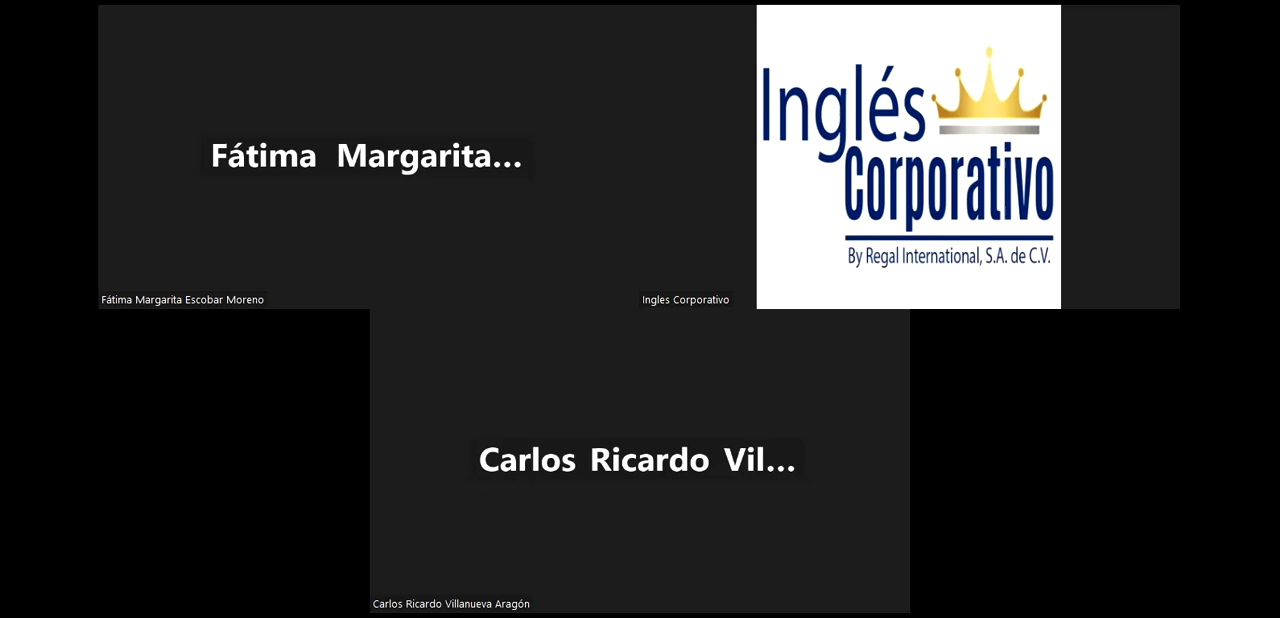 Fátima Margarita...
Fátima Margarita Escobar Moreno
Inglés
Corporativo
By Regal International, S.A. de C.V.
Ingles Corporativo
Carlos Ricardo Vil...
Carlos Ricardo Villanueva Aragón